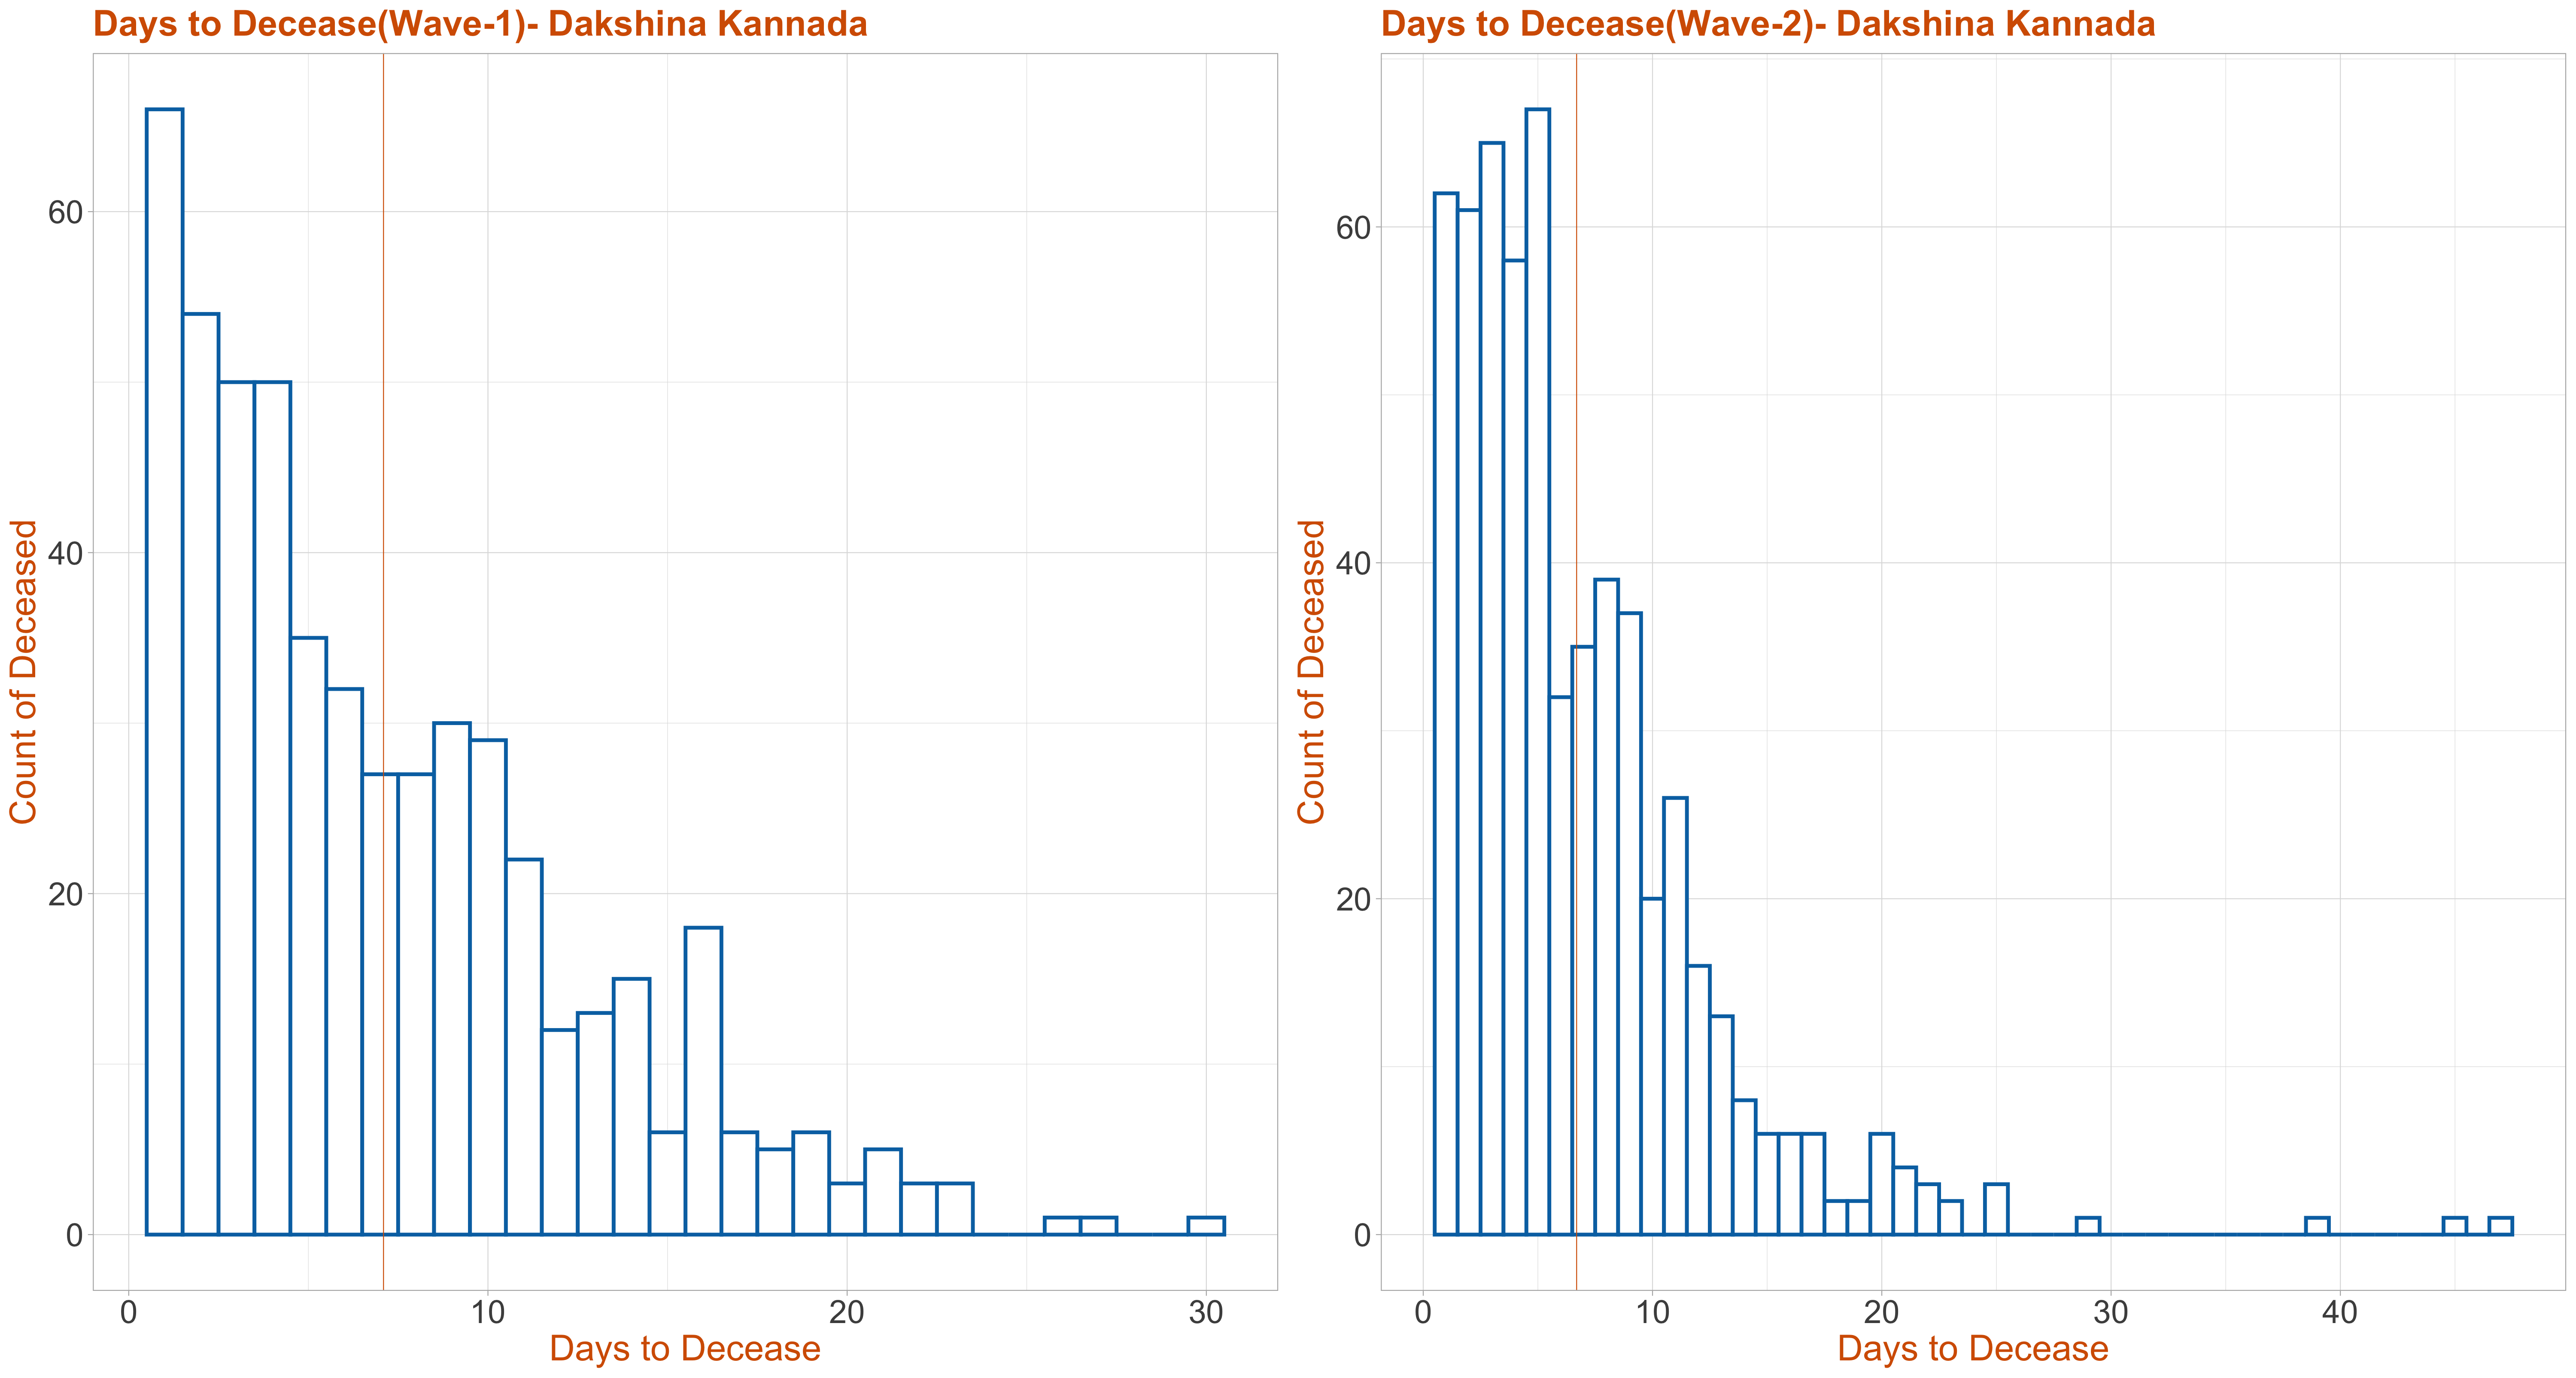 Days to Decease(Wave-1)- Dakshina Kannada
Count of Deceased
60
40
20
0
0 10 20 30
Days to Decease
Days to Decease(Wave-2)- Dakshina Kannada
Count of Deceased
60
40
20
0
0 10 20 30 40
Days to Decease